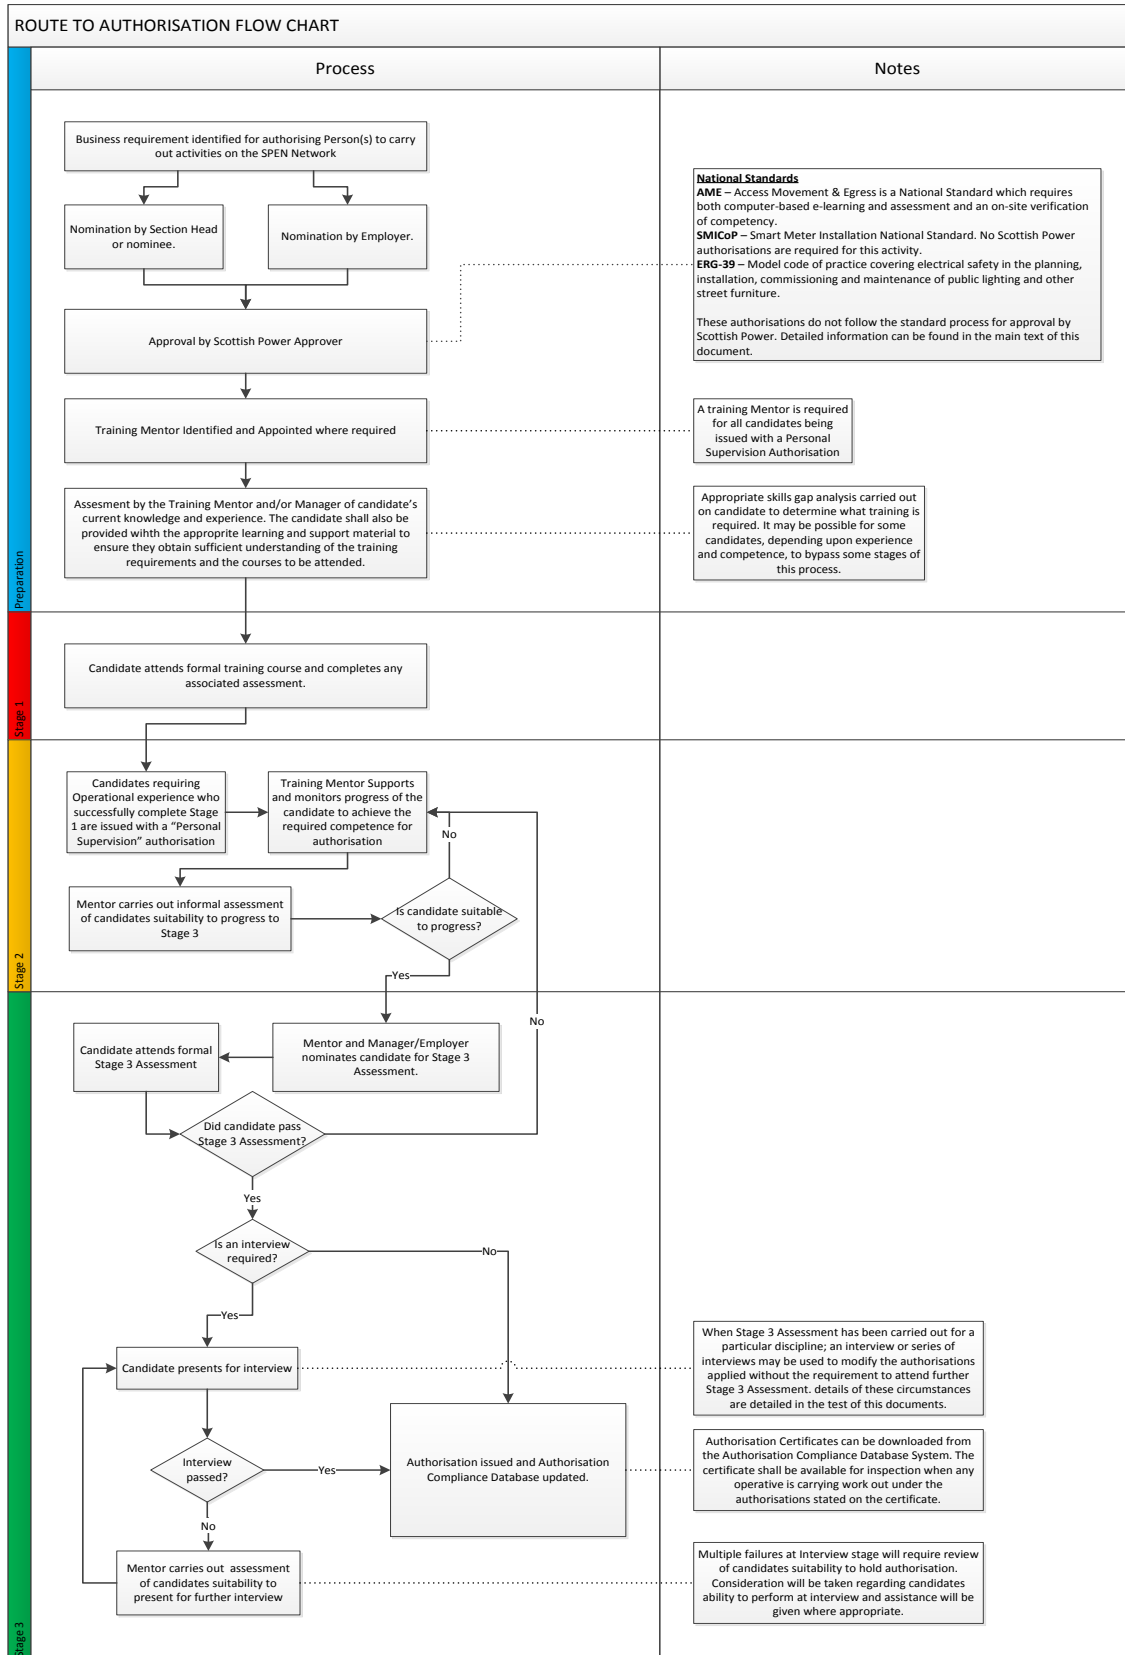 ROUTE TO AUTHORISATION FLOW CHART
Process
Notes
Preparation
Business requirement identified for authorising Person(s) to carry
out activities on the SPEN Network
Nomination by Section Head
or nominee.
Nomination by Employer.
Approval by Scottish Power Approver
National Standards
AME – Access Movement & Egress is a National Standard which requires
both computer-based e-learning and assessment and an on-site verification
of competency.
SMICoP – Smart Meter Installation National Standard. No Scottish Power
authorisations are required for this activity.
ERG-39 – Model code of practice covering electrical safety in the planning,
installation, commissioning and maintenance of public lighting and other
street furniture.
These authorisations do not follow the standard process for approval by
Scottish Power. Detailed information can be found in the main text of this
document.
Training Mentor Identified and Appointed where required
A training Mentor is required
for all candidates being
issued with a Personal
Supervision Authorisation
Assesment by the Training Mentor and/or Manager of candidate's
current knowledge and experience. The candidate shall also be
provided whith the approprite learning and support material to
ensure they obtain sufficient understanding of the training
requirements and the courses to be attended.
Appropriate skills gap analysis carried out
on candidate to determine what training is
required. It may be possible for some
candidates, depending upon experience
and competence, to bypass some stages of
this process.
Stage 1
Candidate attends formal training course and completes any
associated assessment.
Stage 2
Candidates requiring
Operational experience who
successfully complete Stage
1 are issued with a "Personal
Supervision" authorisation
Training Mentor Supports
and monitors progress of the
candidate to achieve the
required competence for
authorisation
No
Mentor carries out informal assessment
of candidates suitability to progress to
Stage 3
Is candidate suitable
to progress?
Yes
No
Stage 3
Mentor and Manager/Employer
nominates candidate for Stage 3
Assessment.
Candidate attends formal
Stage 3 Assessment
Did candidate pass
Stage 3 Assessment?
Yes
Is an interview
required?
No
Yes
Candidate presents for interview
When Stage 3 Assessment has been carried out for a
particular discipline; an interview or series of
interviews may be used to modify the authorisations
applied without the requirement to attend further
Stage 3 Assessment. details of these circumstances
are detailed in the test of this documents.
Interview
passed?
Yes
Authorisation issued and Authorisation
Compliance Database updated.
Authorisation Certificates can be downloaded from
the Authorisation Compliance Database System. The
certificate shall be available for inspection when any
operative is carrying work out under the
authorisations stated on the certificate.
No
Mentor carries out  assessment
of candidates suitability to
present for further interview
Multiple failures at Interview stage will require review
of candidates suitability to hold authorisation.
Consideration will be taken regarding candidates
ability to perform at interview and assistance will be
given where appropriate.